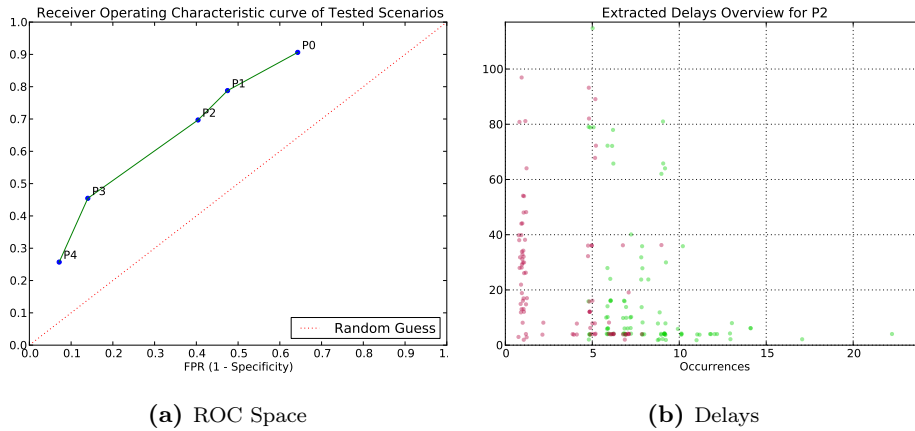 Receiver Operating Characteristic curve of Tested Scenarios
1.0
0.9
0.8
0.7
0.6
0.5
0.4
0.3
0.2
0.1
0.0
P0
P1
P2
P3
P4
Random Guess
0.0 0.1 0.2 0.3 0.4 0.5 0.6 0.7 0.8 0.9 1.
FPR (1 - Specificity)
(a) ROC Space
Extracted Delays Overview for P2
100
80
60
40
20
0
0 5 10 15 20
Occurrences
(b) Delays